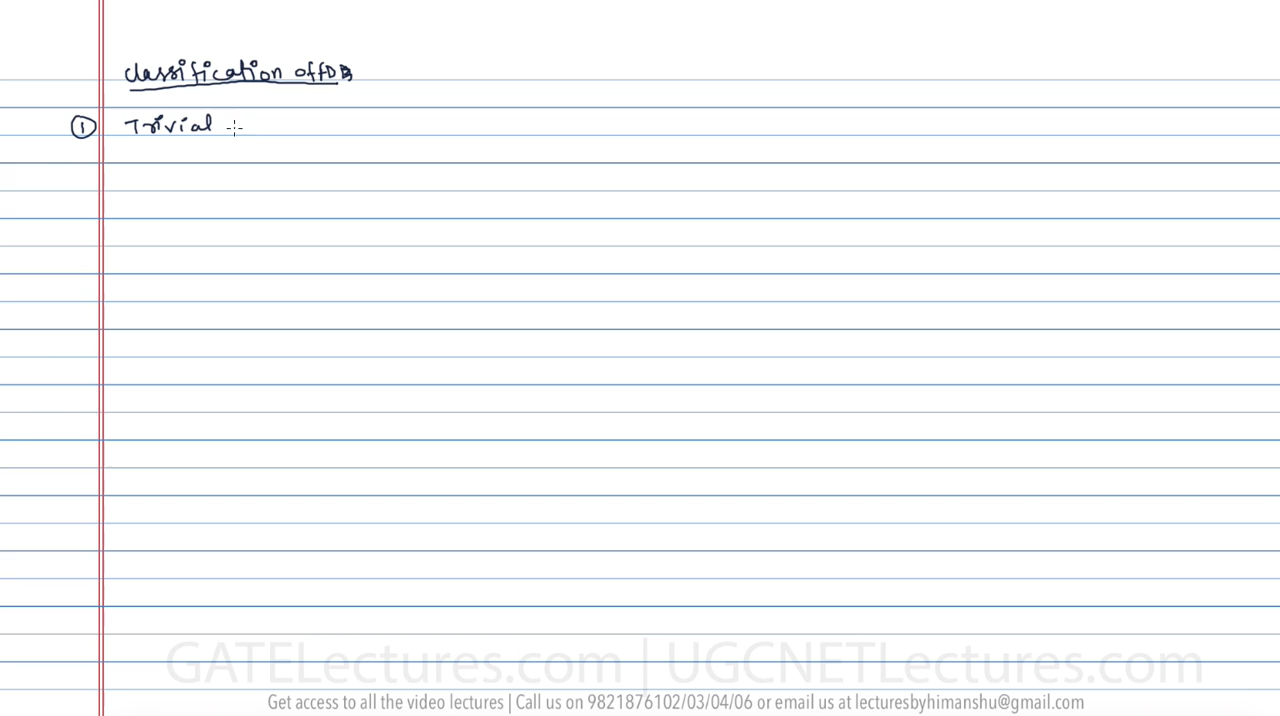 Classification of FDs
① Trivial
GATELectures.com | UGCNETLectures.com
Get access to all the video lectures | Call us on 9821876102/03/04/06 or email us at lecturesbyhimanshu@gmail.com